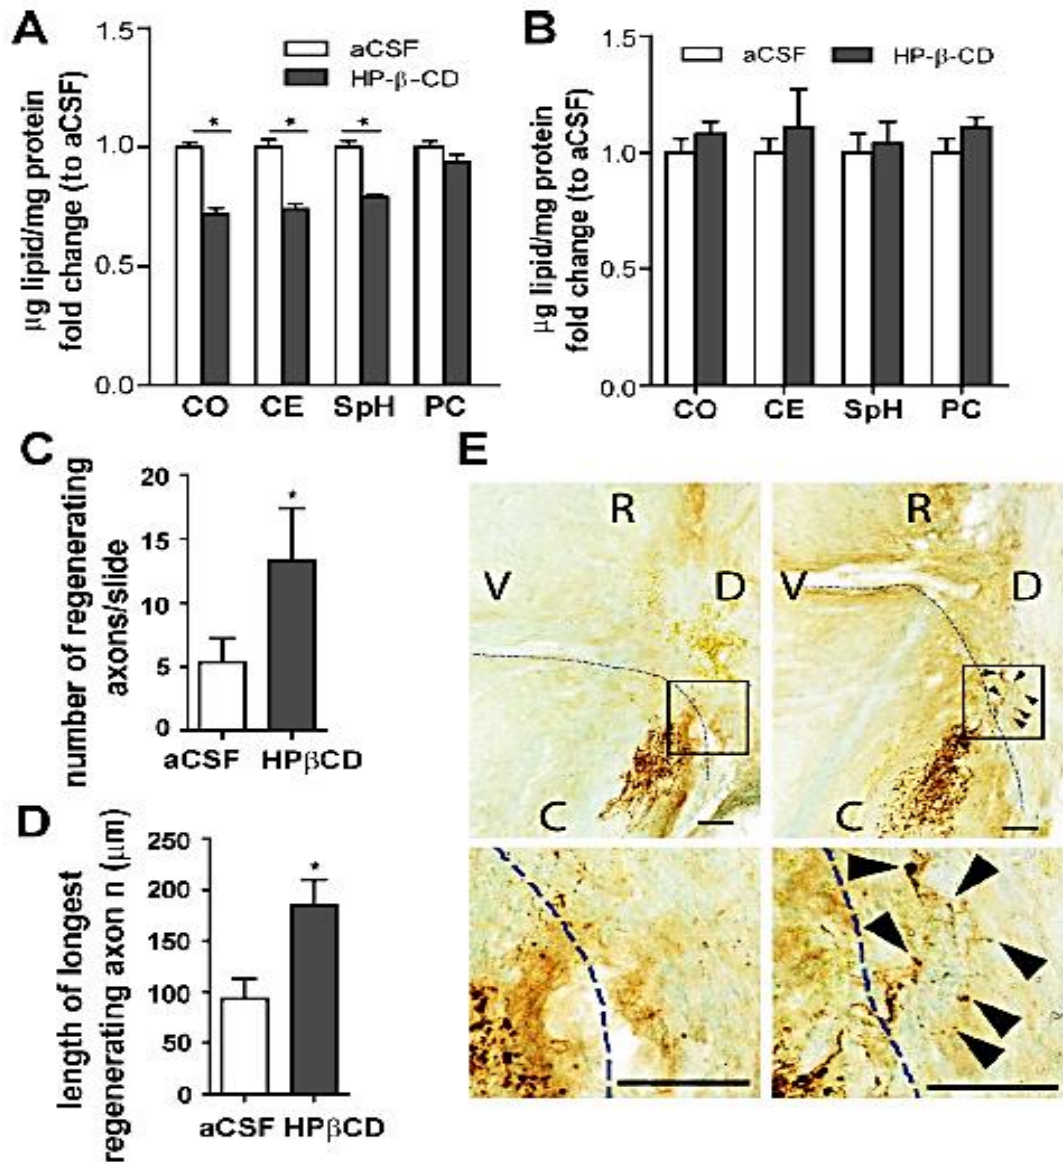 A
1.5
aCSF
HP-β-CD
*
*
*
1.0
0.5
0.0
μg lipid/mg protein
fold change (to aCSF)
CO CE SpH PC
B
1.5
aCSF HP-β-CD
1.0
0.5
0.0
μg lipid/mg protein
fold change (to aCSF)
CO CE SpH PC
C
20
15
10
5
0
*
number of regenerating
axons/slide
aCSF HPβCD
D
250
200
150
100
50
0
*
length of longest
regenerating axon n (μm)
aCSF HPβCD
E
R
V D
C
R
V D
C